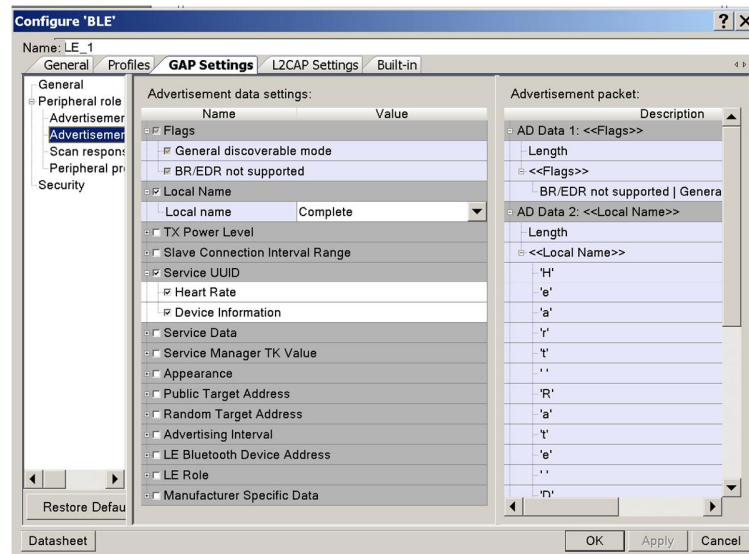 Configure 'BLE'
Name: LE_1
General Profiles GAP Settings L2CAP Settings Built-in
General
Peripheral role
Advertisemer
Advertisemer
Scan respons
Peripheral pr
Security
Restore Defau
Advertisement data settings:
Name Value
Flags
General discoverable mode
BR/EDR not supported
Local Name
Local name Complete
TX Power Level
Slave Connection Interval Range
Service UUID
Heart Rate
Device Information
Service Data
Service Manager TK Value
Appearance
Public Target Address
Random Target Address
Advertising Interval
LE Bluetooth Device Address
LE Role
Manufacturer Specific Data
Advertisement packet:
Description
AD Data 1: <<Flags>>
Length
<<Flags>>
BR/EDR not supported | Genera
AD Data 2: <<Local Name>>
Length
<<Local Name>>
'H'
'e'
'a'
'r'
't'
' '
'R'
'a'
't'
'e'
' '
'D'
Datasheet OK Apply Cancel